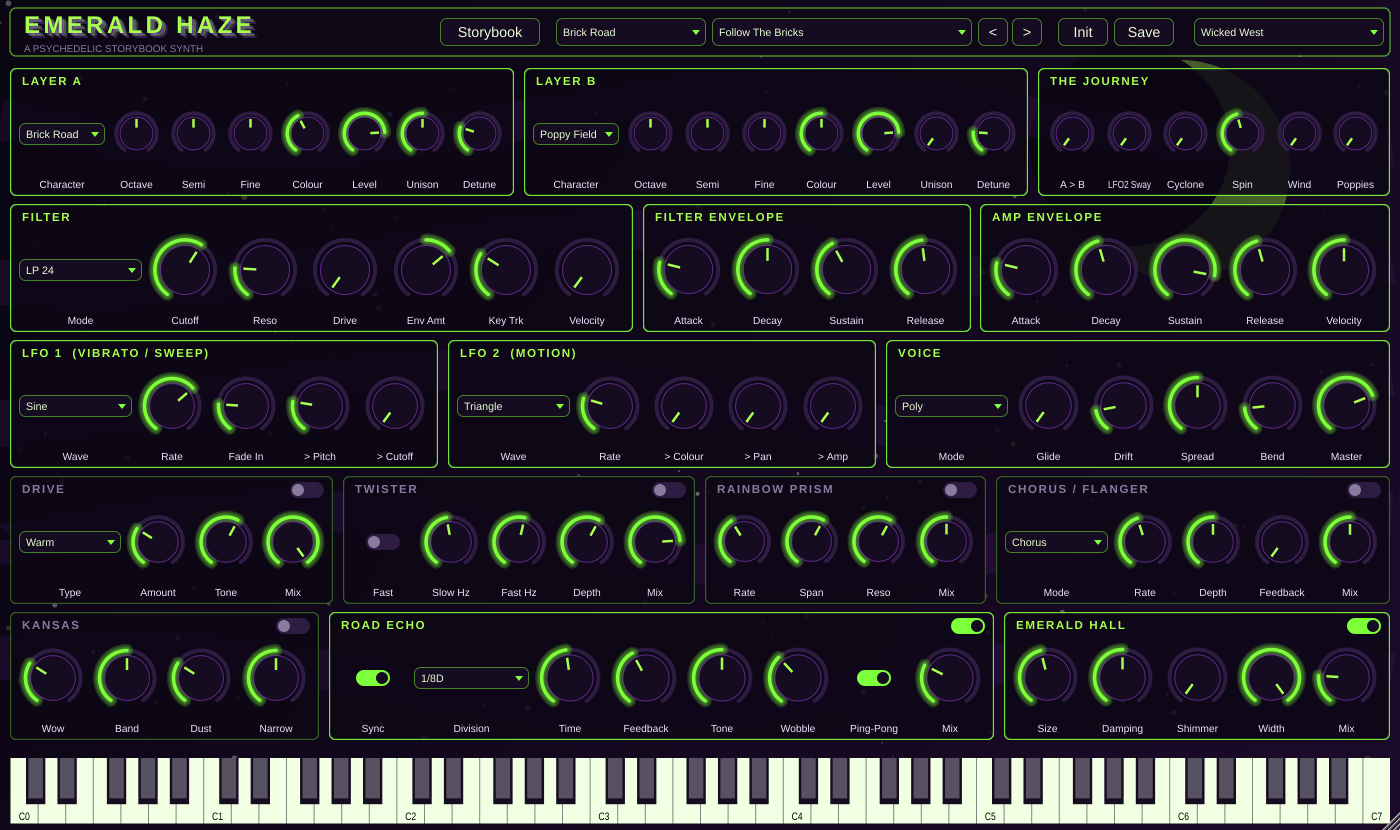 EMERALD HAZE
A PSYCHEDELIC STORYBOOK SYNTH
Storybook Brick Road Follow The Bricks < > Init Save Wicked West
LAYER A
Brick Road
Character Octave Semi Fine Colour Level Unison Detune
LAYER B
Poppy Field
Character Octave Semi Fine Colour Level Unison Detune
THE JOURNEY
A > B LFO2 Sway Cyclone Spin Wind Poppies
FILTER
LP 24
Mode Cutoff Reso Drive Env Amt Key Trk Velocity
FILTER ENVELOPE
Attack Decay Sustain Release
AMP ENVELOPE
Attack Decay Sustain Release Velocity
LFO 1 (VIBRATO / SWEEP)
Sine
Wave Rate Fade In > Pitch > Cutoff
LFO 2 (MOTION)
Triangle
Wave Rate > Colour > Pan > Amp
VOICE
Poly
Mode Glide Drift Spread Bend Master
DRIVE
Warm
Type Amount Tone Mix
TWISTER
Fast Slow Hz Fast Hz Depth Mix
RAINBOW PRISM
Rate Span Reso Mix
CHORUS / FLANGER
Chorus
Mode Rate Depth Feedback Mix
KANSAS
Wow Band Dust Narrow
ROAD ECHO
1/8D
Sync Division Time Feedback Tone Wobble Ping-Pong Mix
EMERALD HALL
Size Damping Shimmer Width Mix
C0 C1 C2 C3 C4 C5 C6 C7